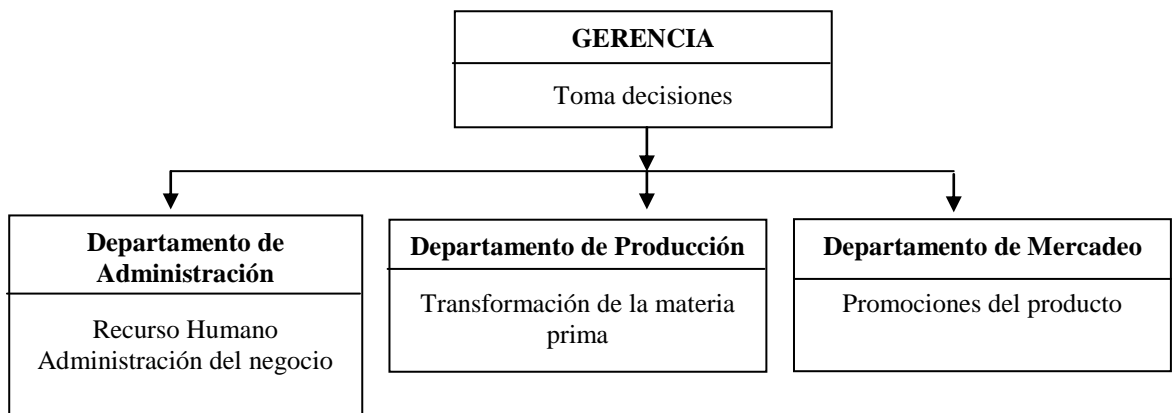 GERENCIA
Toma decisiones
Departamento de
Administración
Recurso Humano
Administración del negocio
Departamento de Producción
Transformación de la materia
prima
Departamento de Mercadeo
Promociones del producto